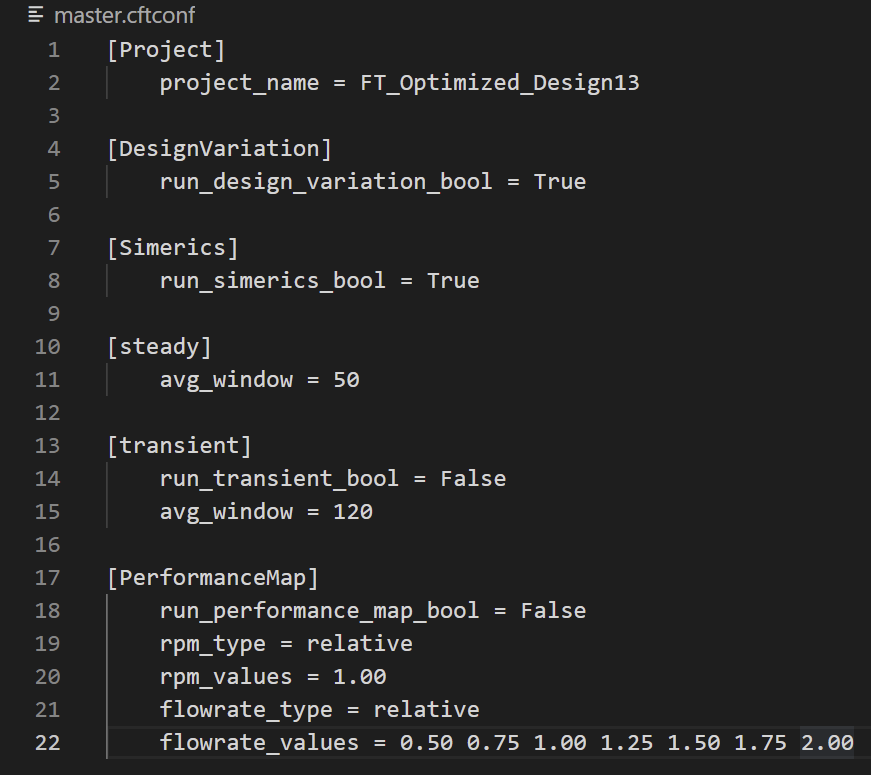 master.cftconf
1 [Project]
2 project_name = FT_Optimized_Design13
3
4 [DesignVariation]
5 run_design_variation_bool = True
6
7 [Simerics]
8 run_simerics_bool = True
9
10 [steady]
11 avg_window = 50
12
13 [transient]
14 run_transient_bool = False
15 avg_window = 120
16
17 [PerformanceMap]
18 run_performance_map_bool = False
19 rpm_type = relative
20 rpm_values = 1.00
21 flowrate_type = relative
22 flowrate_values = 0.50 0.75 1.00 1.25 1.50 1.75 2.00